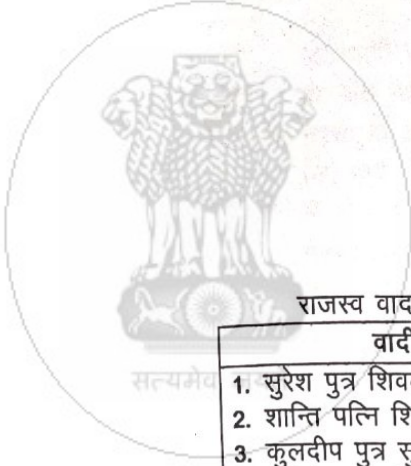 राजस्व वाद
वादी
सत्यमेव
1. सुरेश पुत्र
2. शान्ति पत्नि
3. कुलदीप पुत्र